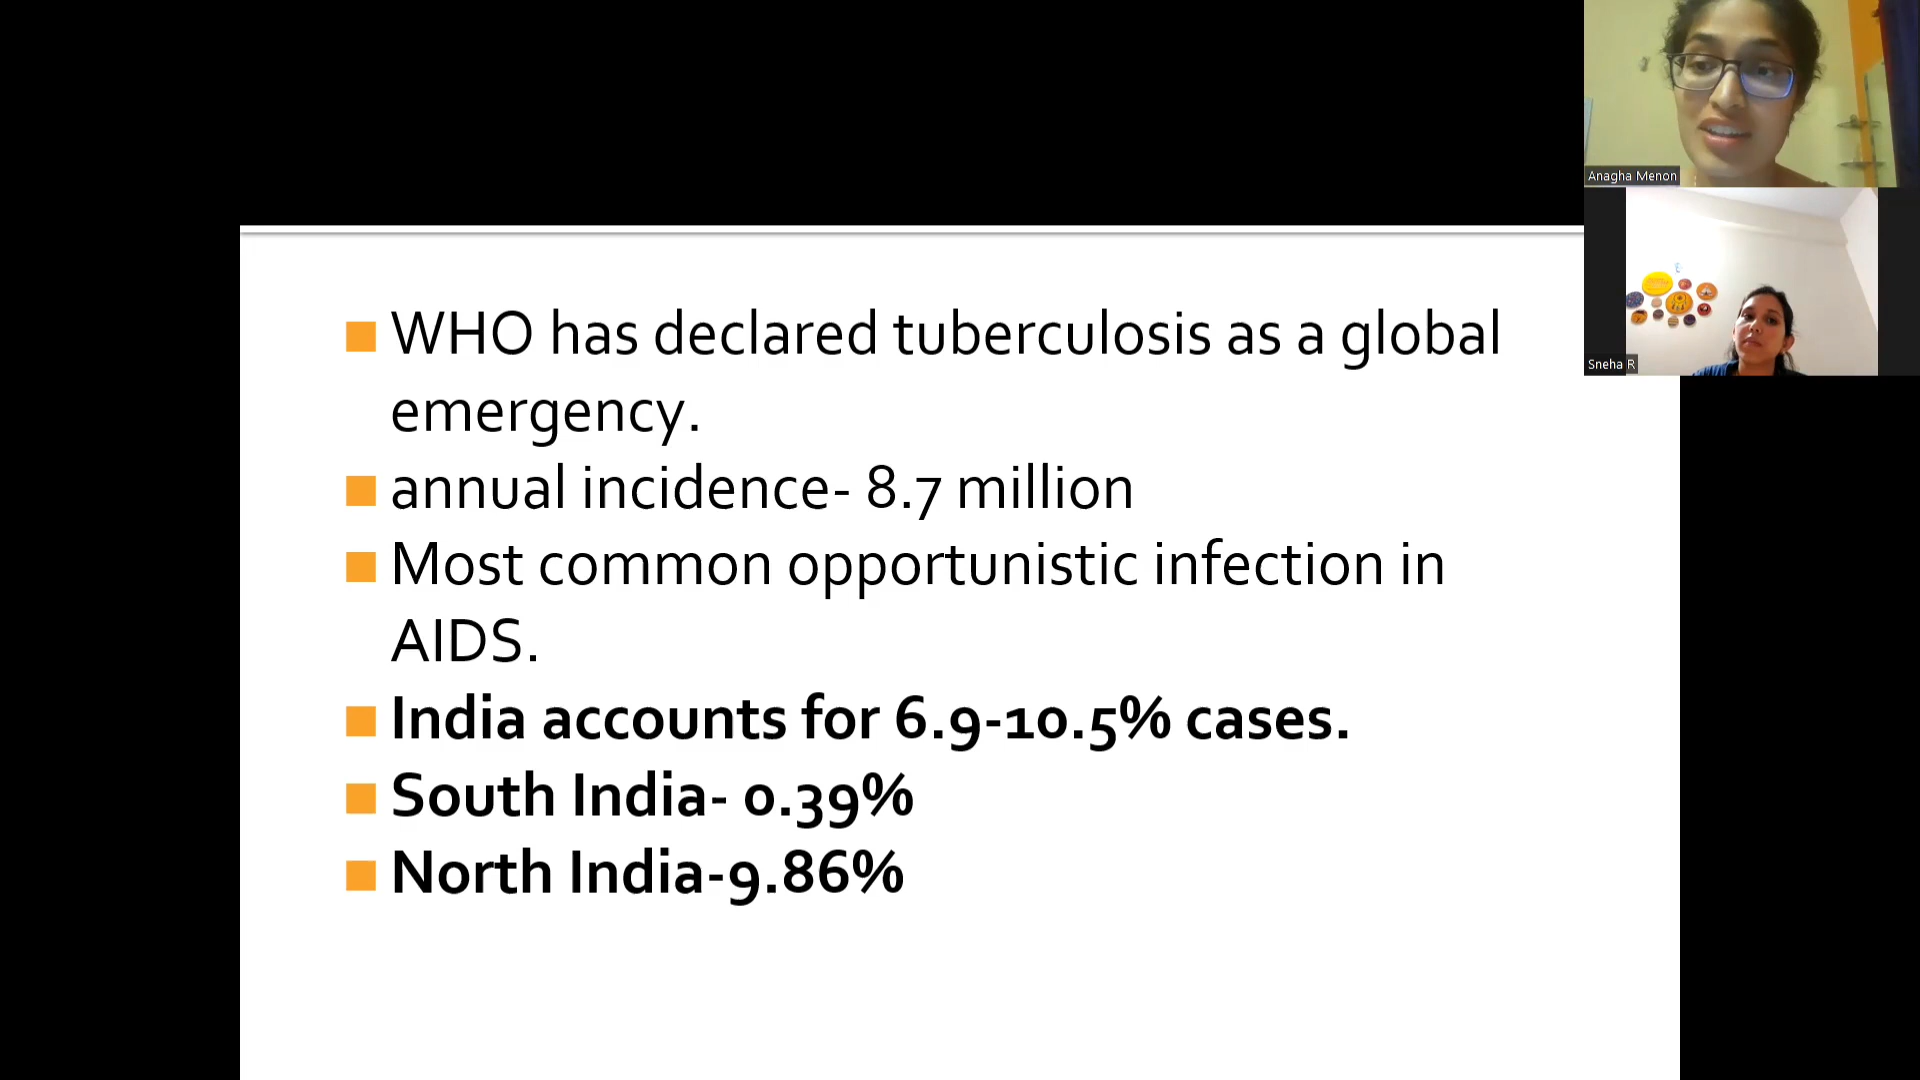 WHO has declared tuberculosis as a global
emergency.
annual incidence- 8.7 million
Most common opportunistic infection in
AIDS.
India accounts for 6.9-10.5% cases.
South India- 0.39%
North India-9.86%
Anagha Menon
Sneha R